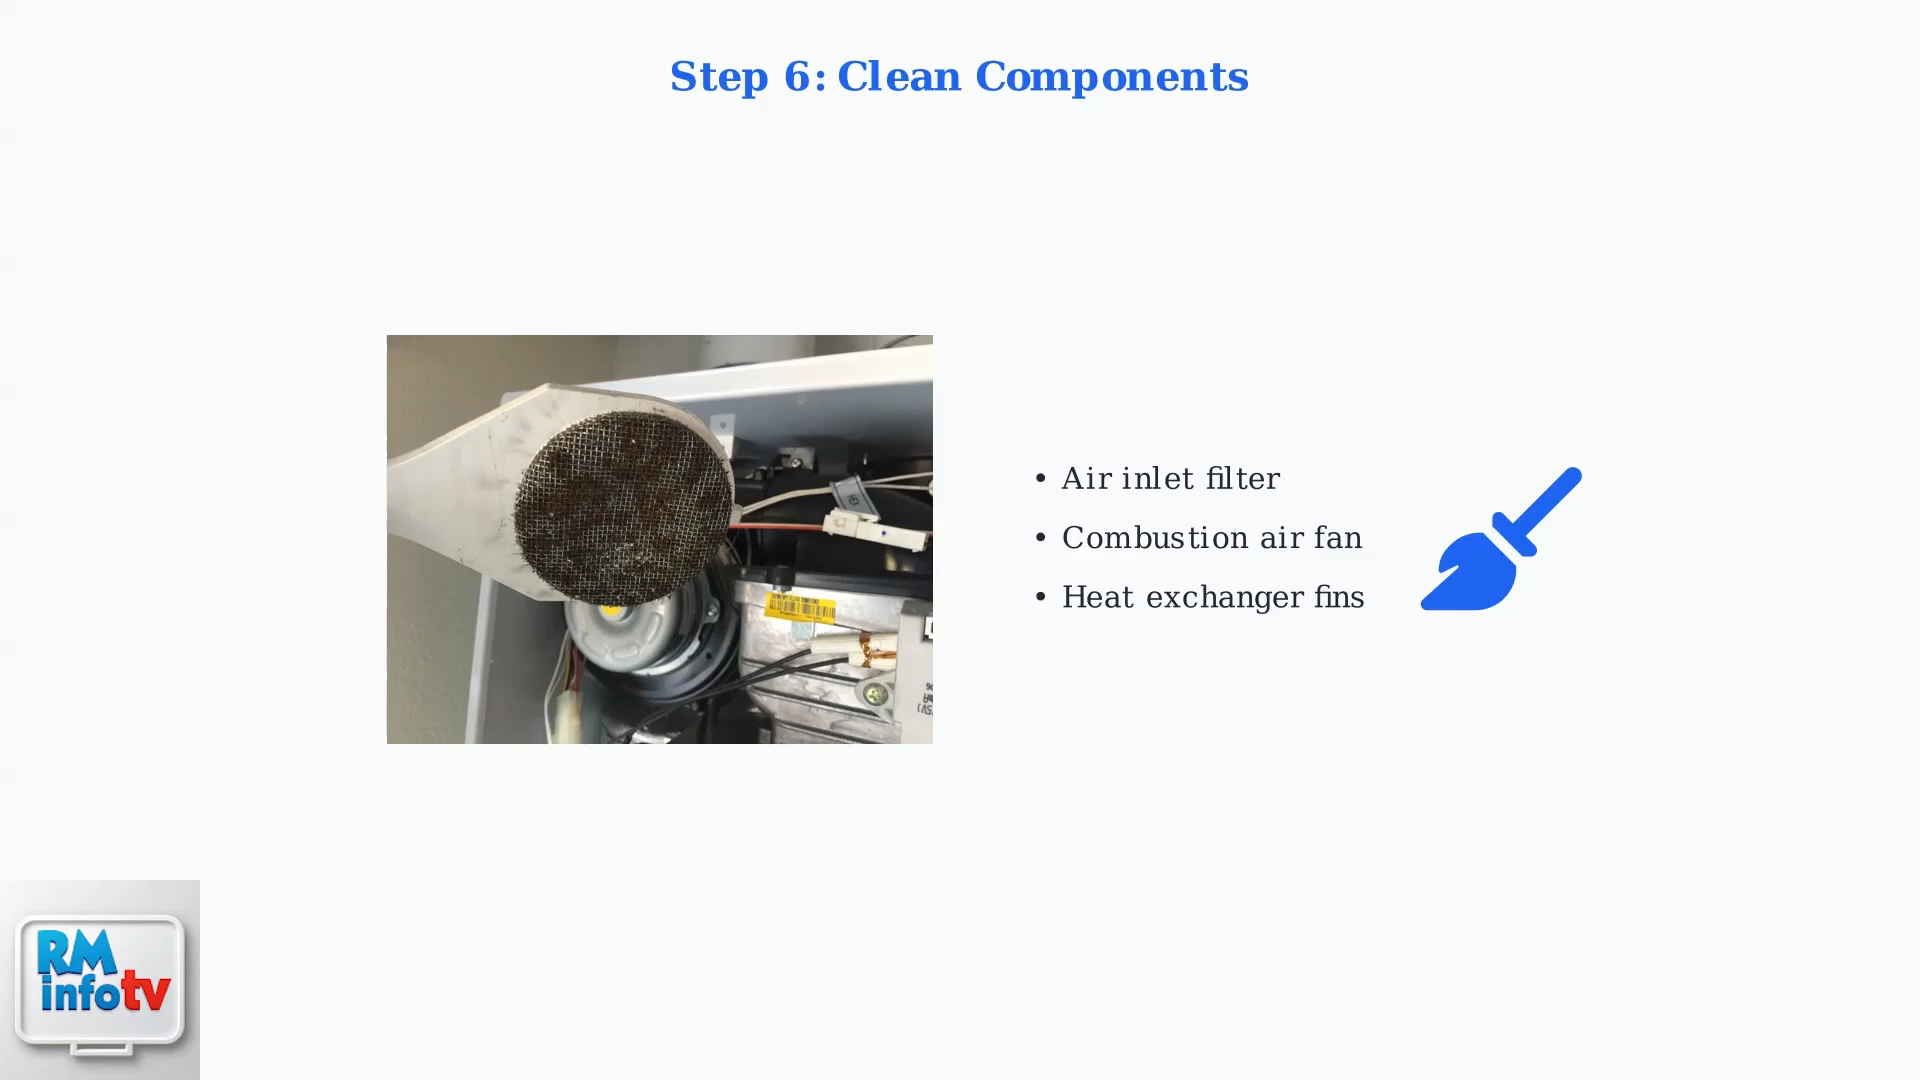 Step 6: Clean Components
• Air inlet filter
• Combustion air fan
• Heat exchanger fins
RM
infotv